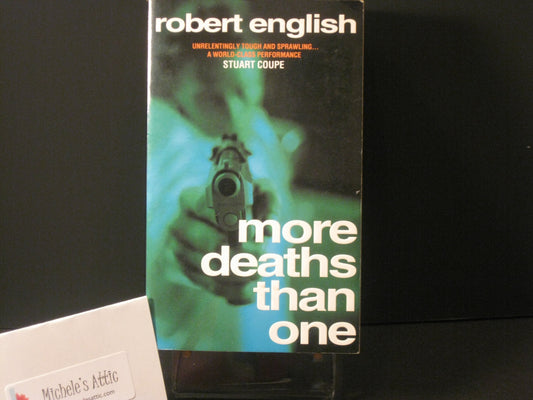 robert english
UNRELENTINGLY TOUGH AND SPRAWLING...
A WORLD-CLASS PERFORMANCE
STUART COUPE
more
deaths
than
one
Michele's Attic